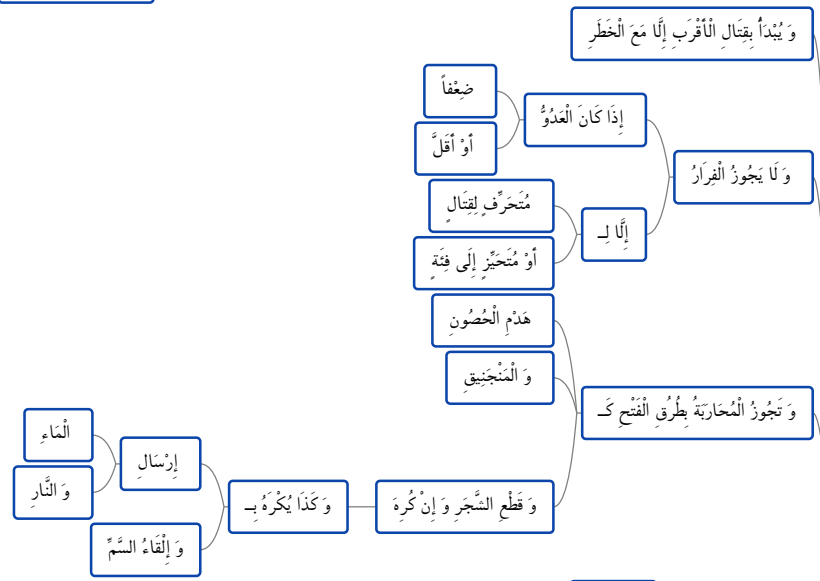 وَ يُبْدَأُ بِقِتَالِ الْأَقْرَبِ إِلَّا مَعَ الْخَطَرِ
وَ لَا يَجُوزُ الْفِرَارُ
إِذَا كَانَ الْعَدُوُّ
ضِعْفاً
أَوْ أَقَلَّ
إِلَّا لِـ
مُتَحَرِّفٍ لِقِتَالٍ
أَوْ مُتَحَيِّزٍ إِلَى فِئَةٍ
وَ تَجُوزُ الْمُحَارَبَةُ بِطُرُقِ الْفَتْحِ كَـ
هَدْمِ الْحُصُونِ
وَ الْمَنْجَنِيقِ
وَ قَطْعِ الشَّجَرِ وَ إِنْ كُرِهَ
وَ كَذَا يُكْرَهُ بِـ
إِرْسَالِ
الْمَاءِ
وَ النَّارِ
وَ إِلْقَاءُ السَّمِّ